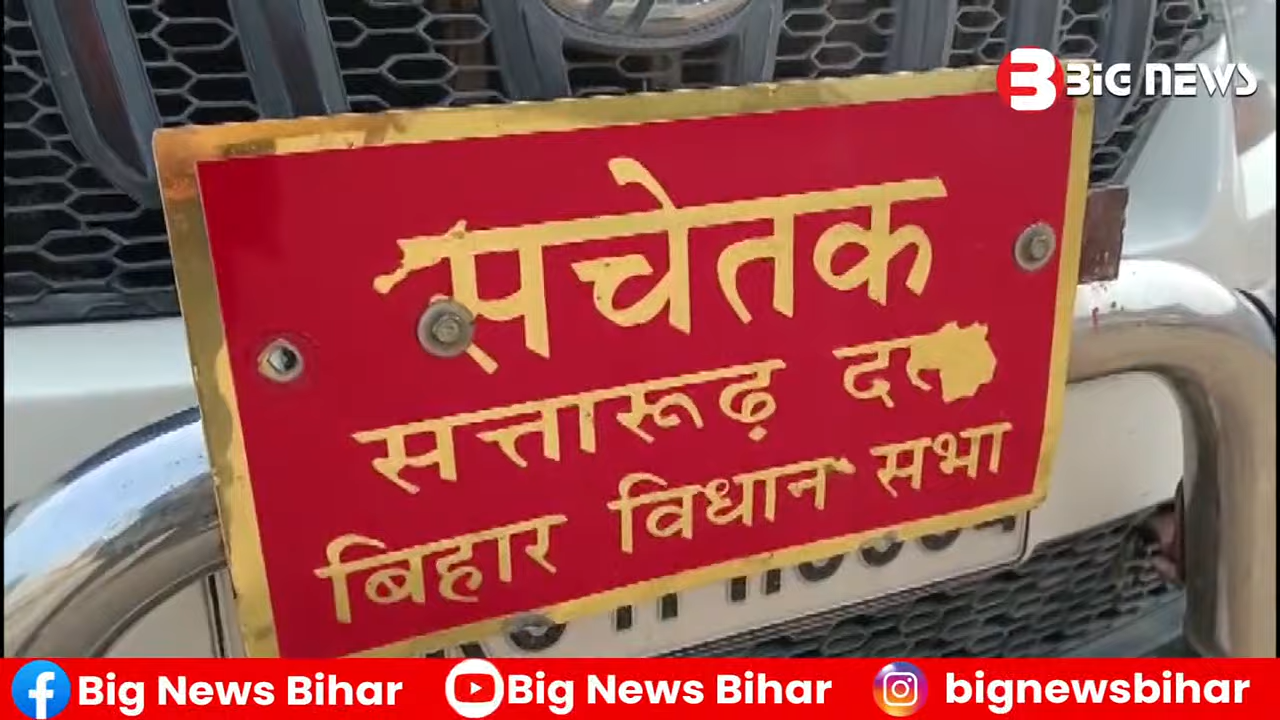 BiG NEWS
सचेतक
सत्तारूढ़
बिहार विधान सभा
Big News Bihar
Big News Bihar
bignewsbihar